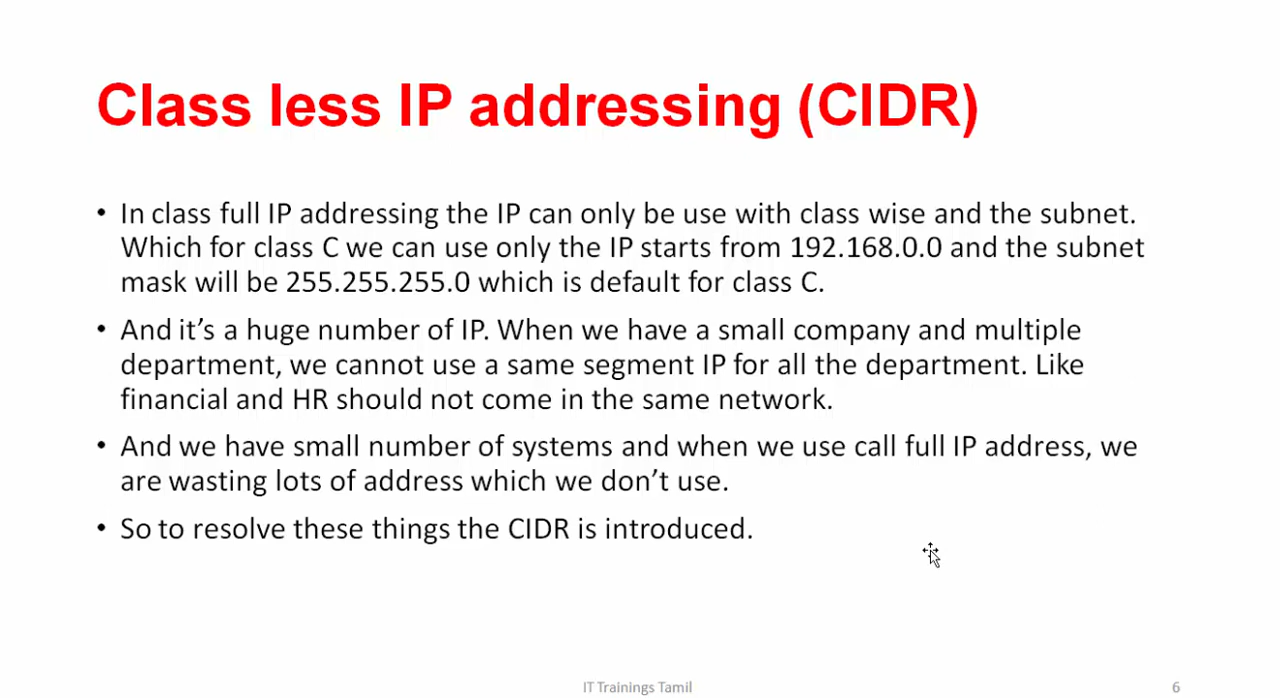 Class less IP addressing (CIDR)
• In class full IP addressing the IP can only be use with class wise and the subnet.
Which for class C we can use only the IP starts from 192.168.0.0 and the subnet
mask will be 255.255.255.0 which is default for class C.
• And it’s a huge number of IP. When we have a small company and multiple
department, we cannot use a same segment IP for all the department. Like
financial and HR should not come in the same network.
• And we have small number of systems and when we use call full IP address, we
are wasting lots of address which we don’t use.
• So to resolve these things the CIDR is introduced.
IT Trainings Tamil
6